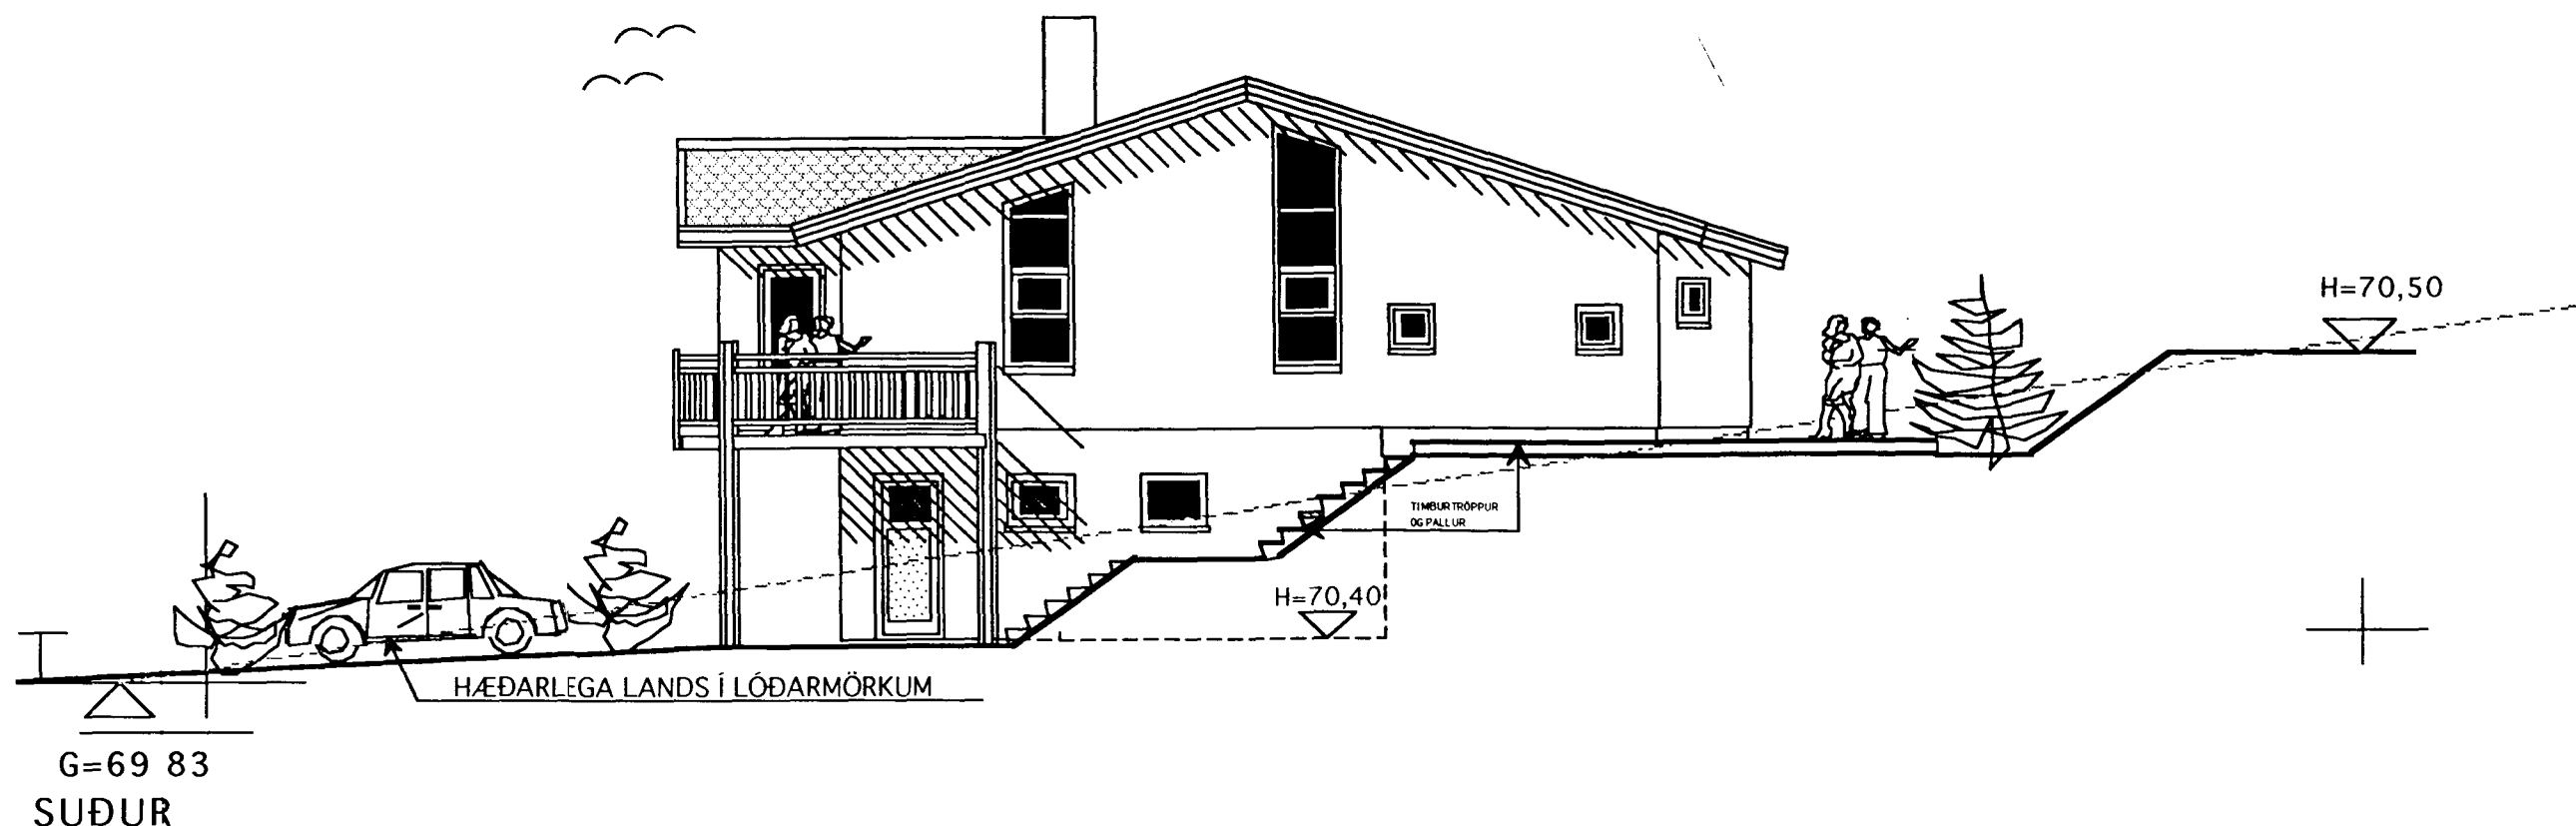 H=70,50
TIMBURTRÖPPUR
OG PALLUR
H=70,40
HÆÐARLEGA LANDS Í LÓÐARMÖRKUM
G=69 83
SUÐUR